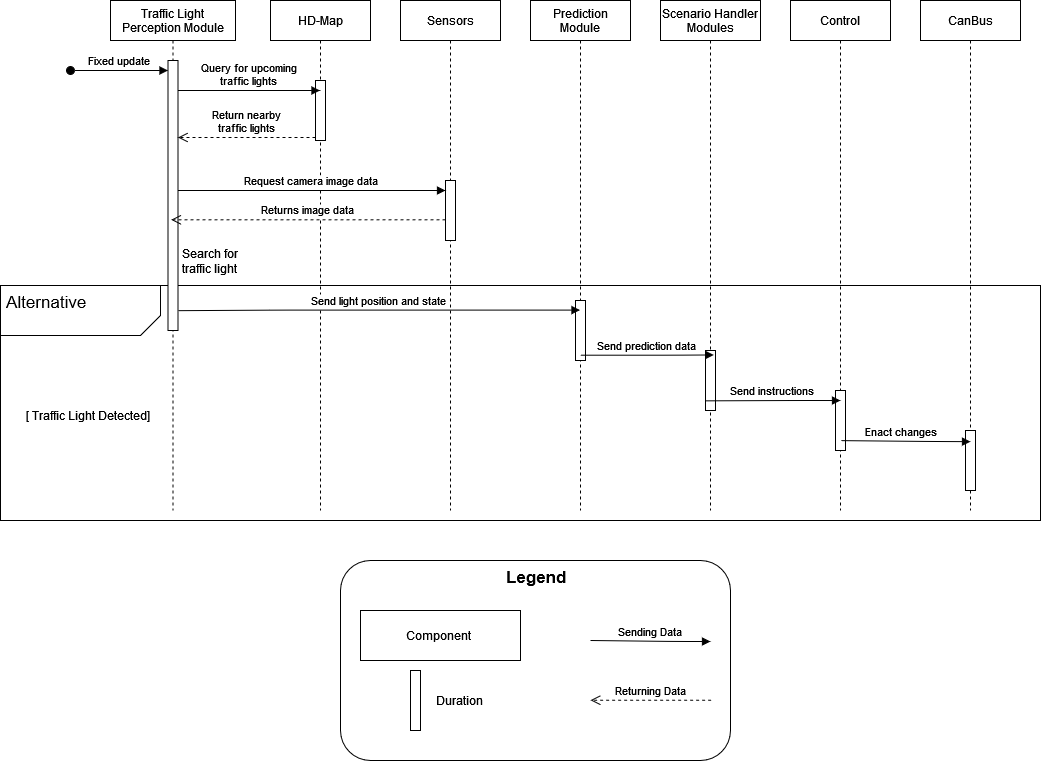 Traffic Light
Perception Module
HD-Map
Sensors
Prediction
Module
Scenario Handler
Modules
Control
CanBus
Fixed update
Query for upcoming
traffic lights
Return nearby
traffic lights
Request camera image data
Returns image data
Search for
traffic light
Alternative
Send light position and state
Send prediction data
Send instructions
[ Traffic Light Detected]
Enact changes
Legend
Component
Sending Data
Duration
Returning Data